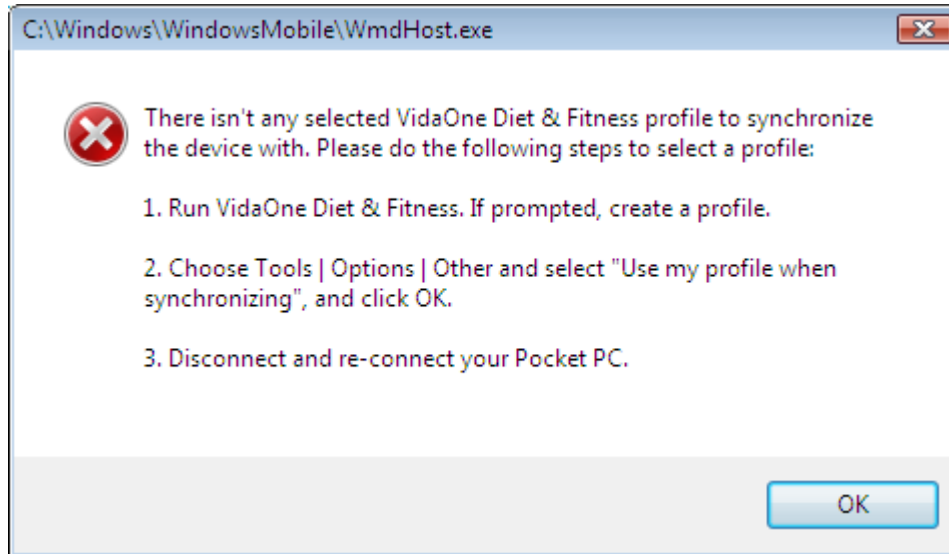 C:\Windows\WindowsMobile\WmdHost.exe
There isn't any selected VidaOne Diet & Fitness profile to synchronize
the device with. Please do the following steps to select a profile:
1. Run VidaOne Diet & Fitness. If prompted, create a profile.
2. Choose Tools | Options | Other and select "Use my profile when
synchronizing", and click OK.
3. Disconnect and re-connect your Pocket PC.
OK